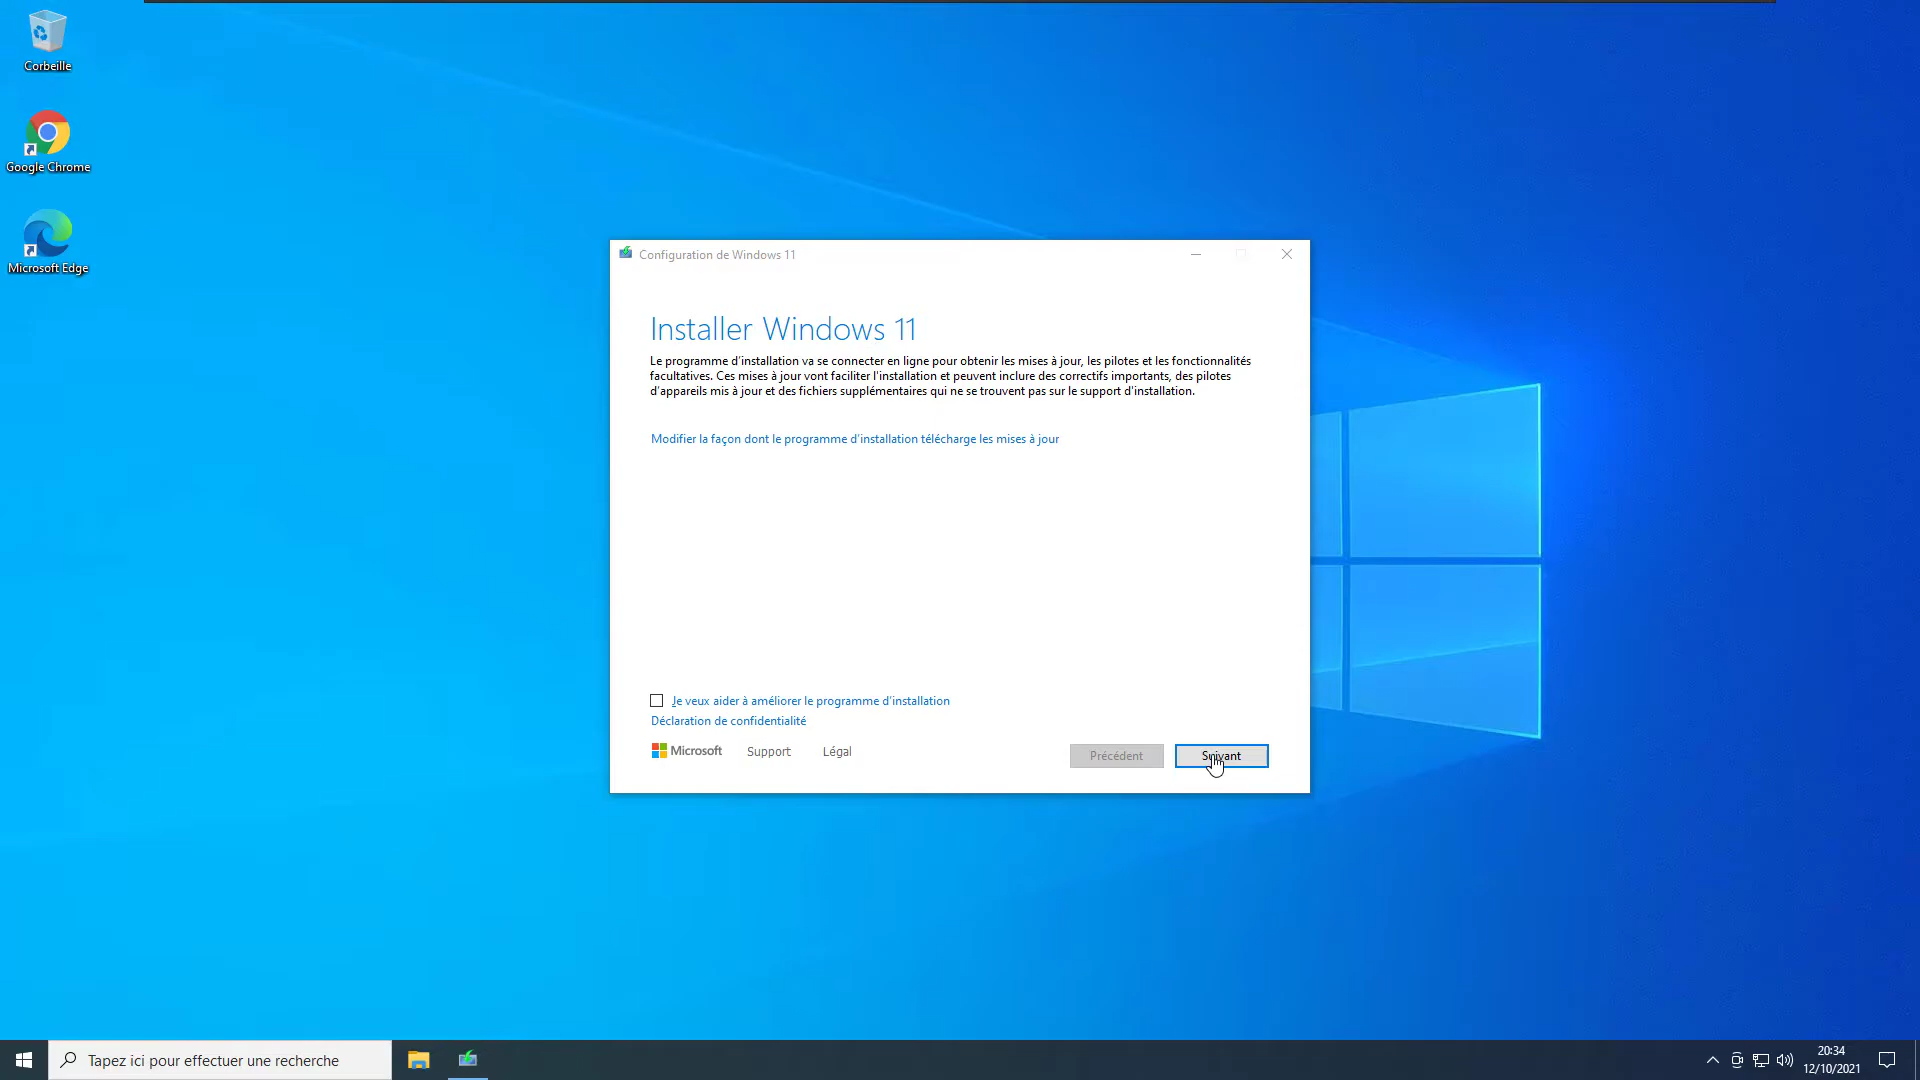 Corbeille
Google Chrome
Microsoft Edge
Configuration de Windows 11
Installer Windows 11
Le programme d'installation va se connecter en ligne pour obtenir les mises à jour, les pilotes et les fonctionnalités
facultatives. Ces mises à jour vont faciliter l'installation et peuvent inclure des correctifs importants, des pilotes
d'appareils mis à jour et des fichiers supplémentaires qui ne se trouvent pas sur le support d'installation.
Modifier la façon dont le programme d'installation télécharge les mises à jour
Je veux aider à améliorer le programme d'installation
Déclaration de confidentialité
Microsoft Support Légal Précédent Suivant
Tapez ici pour effectuer une recherche
20:34
12/10/2021